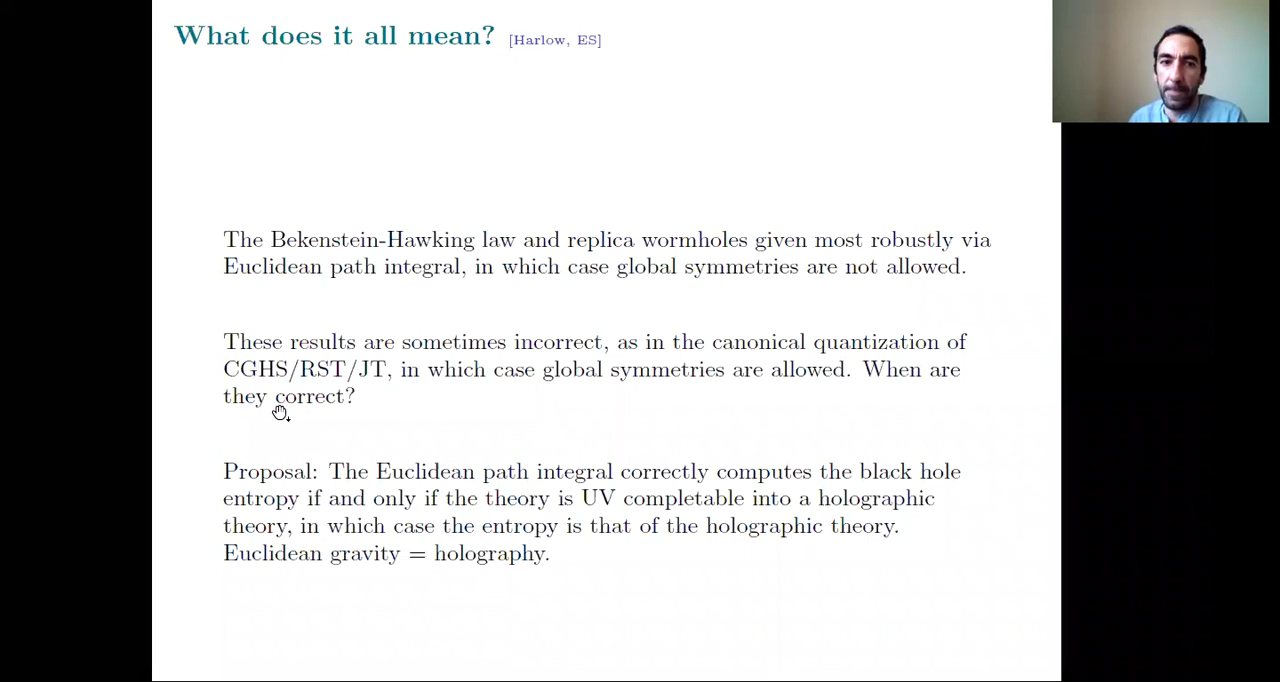 What does it all mean? [Harlow, ES]
The Bekenstein-Hawking law and replica wormholes given most robustly via
Euclidean path integral, in which case global symmetries are not allowed.
These results are sometimes incorrect, as in the canonical quantization of
CGHS/RST/JT, in which case global symmetries are allowed. When are
they correct?
Proposal: The Euclidean path integral correctly computes the black hole
entropy if and only if the theory is UV completable into a holographic
theory, in which case the entropy is that of the holographic theory.
Euclidean gravity = holography.